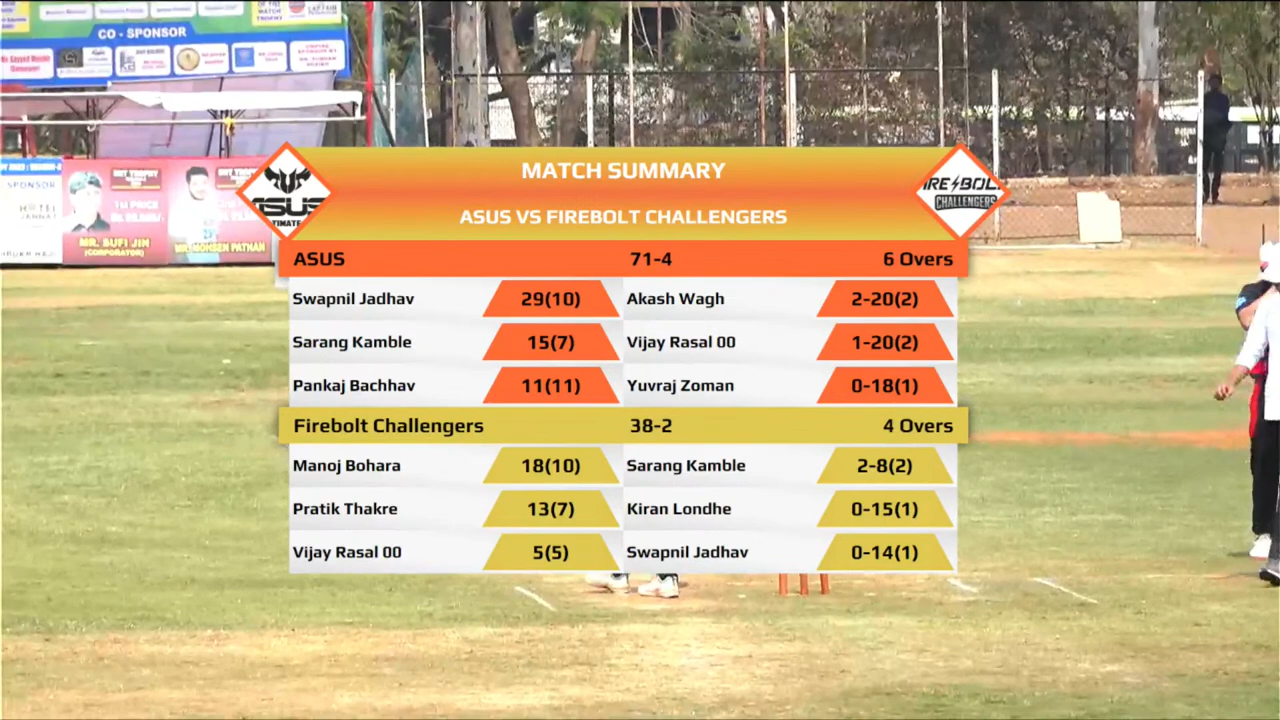 CO - SPONSOR
SPONSOR
1ST PRICE
MR. SUFI JIN
(CORPORATOR)
MR. MOHSEN PATHAN
ASUS
CHALLENGERS
MATCH SUMMARY
ASUS VS FIREBOLT CHALLENGERS
ASUS 71-4 6 Overs
Swapnil Jadhav 29(10) Akash Wagh 2-20(2)
Sarang Kamble 15(7) Vijay Rasal 00 1-20(2)
Pankaj Bachhav 11(11) Yuvraj Zoman 0-18(1)
Firebolt Challengers 38-2 4 Overs
Manoj Bohara 18(10) Sarang Kamble 2-8(2)
Pratik Thakre 13(7) Kiran Londhe 0-15(1)
Vijay Rasal 00 5(5) Swapnil Jadhav 0-14(1)